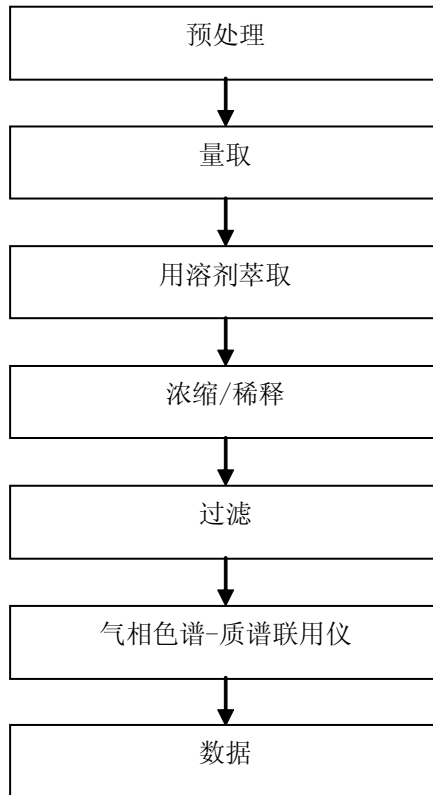 预处理
量取
用溶剂萃取
浓缩/稀释
过滤
气相色谱-质谱联用仪
数据